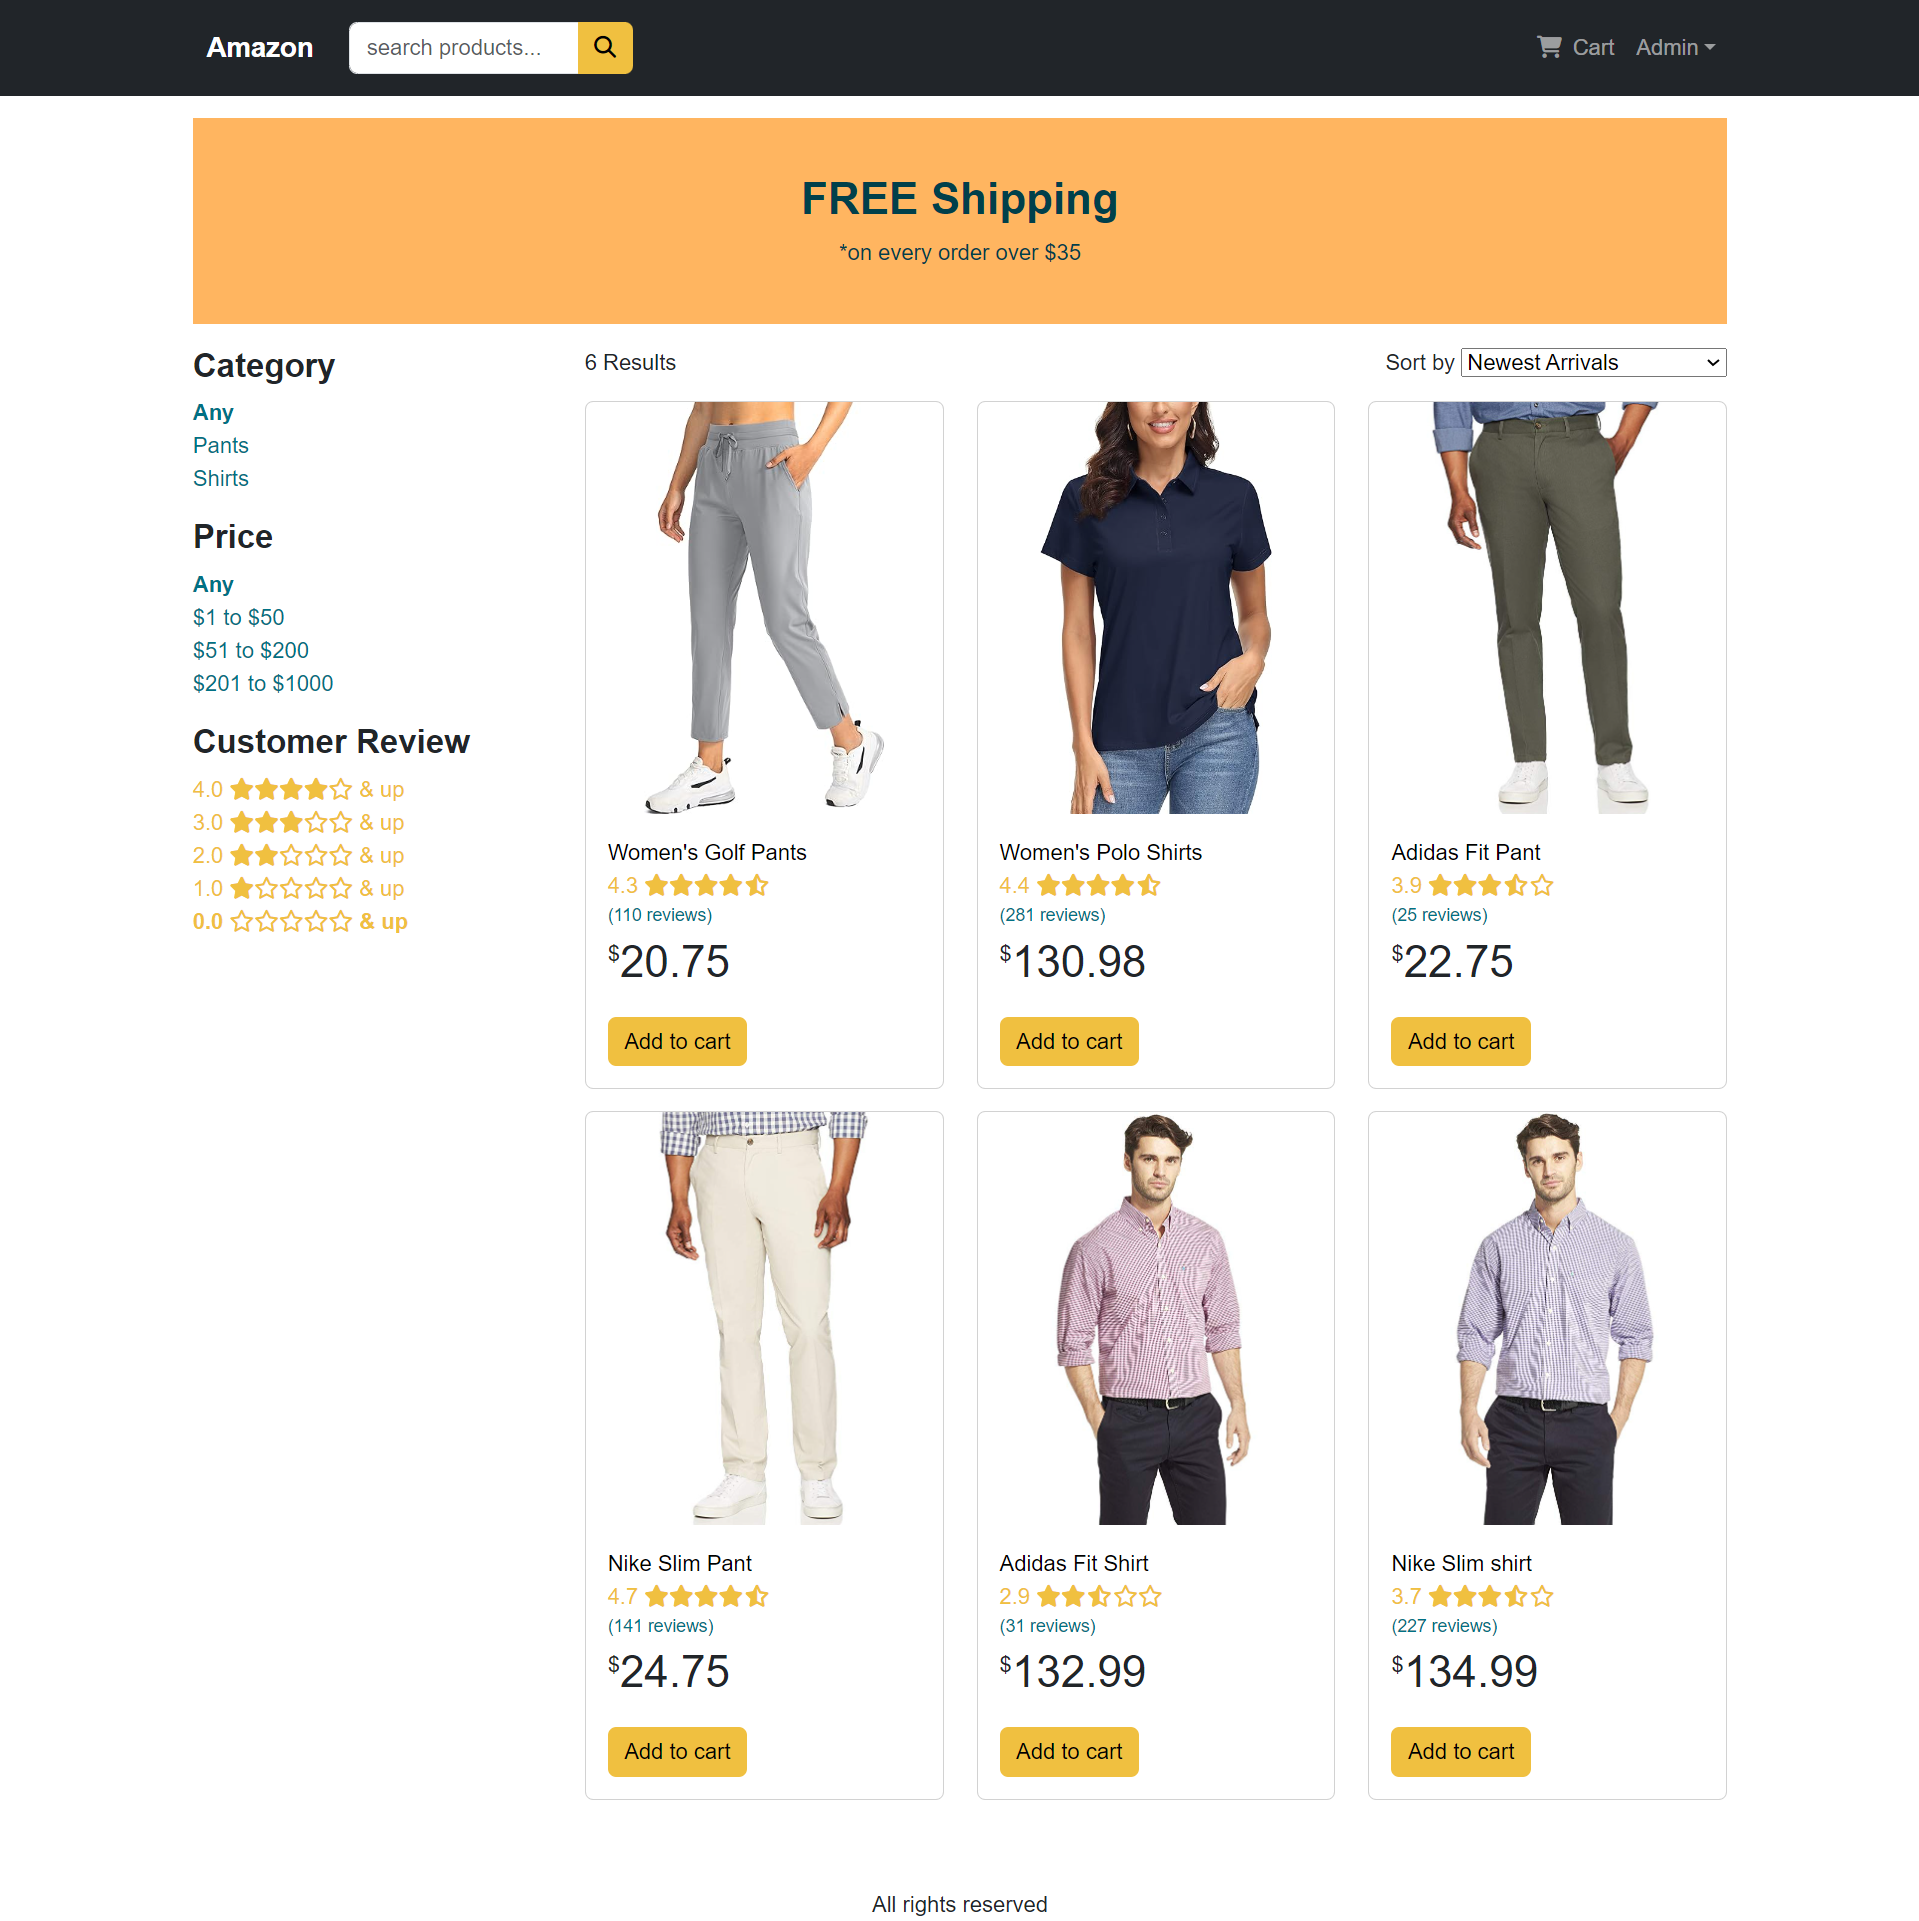 Amazon
search products...
Cart
Admin
FREE Shipping
*on every order over $35
Category
Any
Pants
Shirts
Price
Any
$1 to $50
$51 to $200
$201 to $1000
Customer Review
4.0 & up
3.0 & up
2.0 & up
1.0 & up
0.0 & up
6 Results
Sort by Newest Arrivals
Women's Golf Pants
4.3
(110 reviews)
$20.75
Add to cart
Women's Polo Shirts
4.4
(281 reviews)
$130.98
Add to cart
Adidas Fit Pant
3.9
(25 reviews)
$22.75
Add to cart
Nike Slim Pant
4.7
(141 reviews)
$24.75
Add to cart
Adidas Fit Shirt
2.9
(31 reviews)
$132.99
Add to cart
Nike Slim shirt
3.7
(227 reviews)
$134.99
Add to cart
All rights reserved